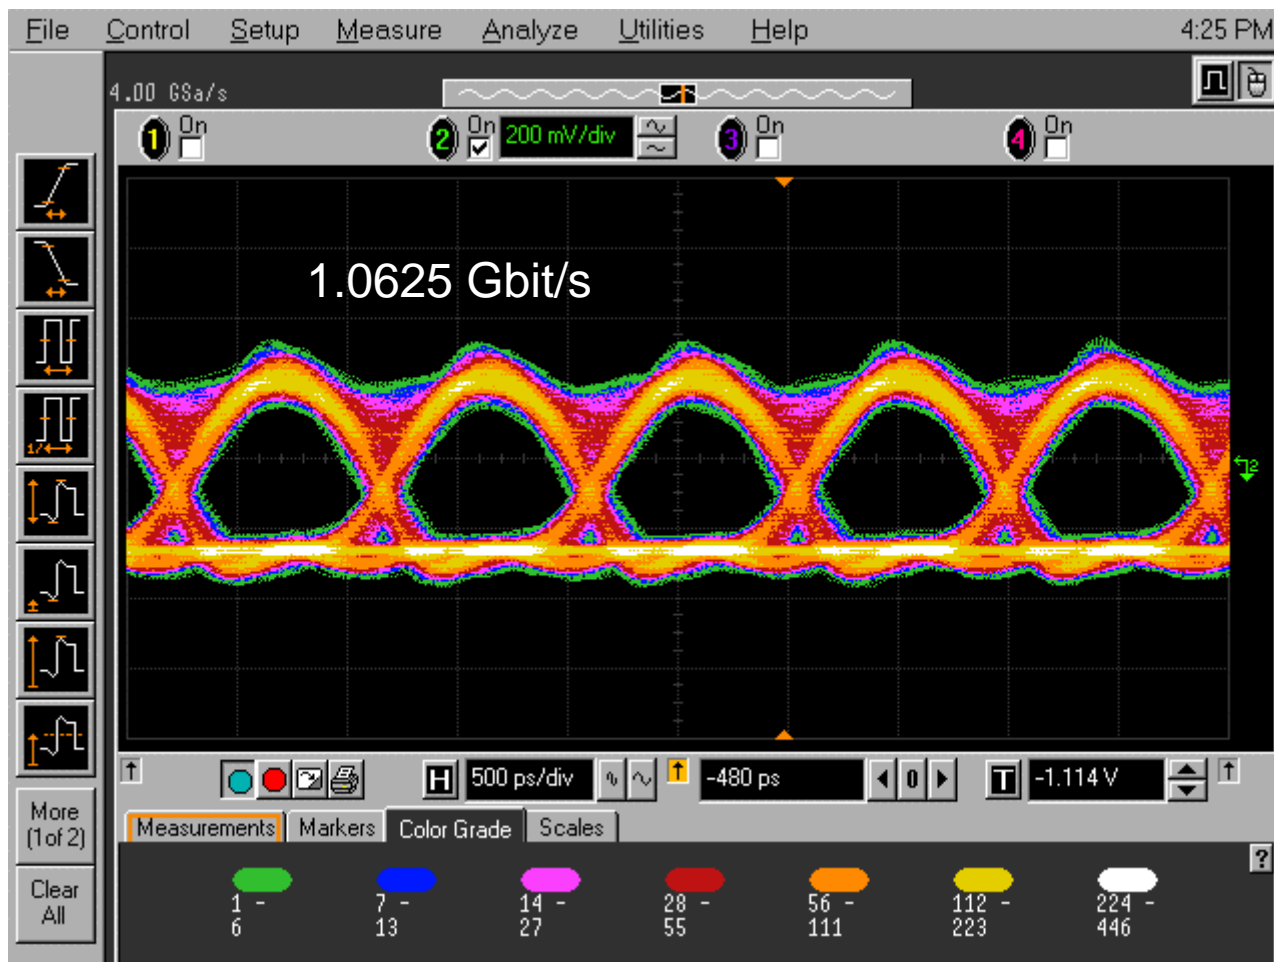 File Control Setup Measure Analyze Utilities Help 4:25 PM
4.00 GSa/s
1 On 2 On 200 mV/div 3 On 4 On
1.0625 Gbit/s
2
1/
More
(1 of 2)
Clear
All
H 500 ps/div -480 ps 0 T -1.114 V
Measurements Markers Color Grade Scales
?
1 - 7 - 14 - 28 - 56 - 112 - 224 -
6 13 27 55 111 223 446